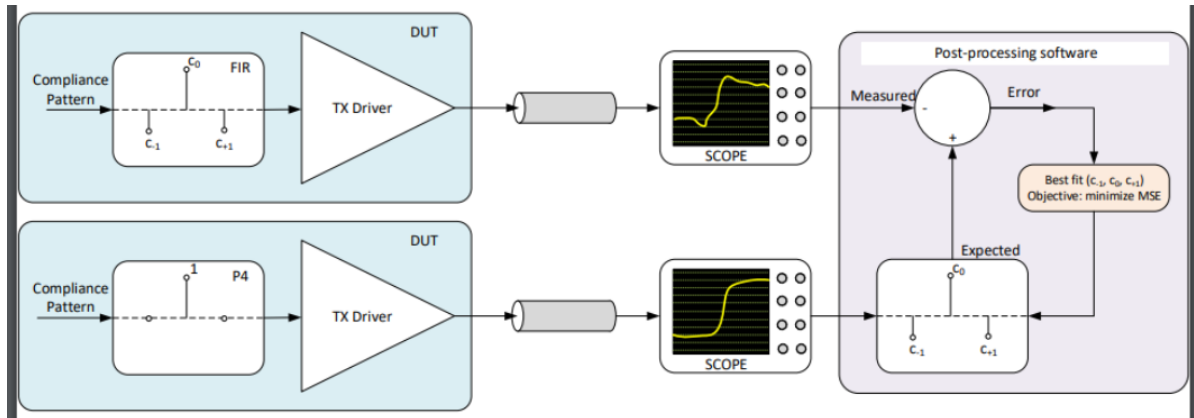 DUT
Compliance
Pattern
C0
FIR
C-1
C+1
TX Driver
SCOPE
Post-processing software
Measured
-
+
Error
Best fit (C-1, C0, C+1)
Objective: minimize MSE
DUT
Compliance
Pattern
1
P4
TX Driver
SCOPE
Expected
C0
C-1
C+1